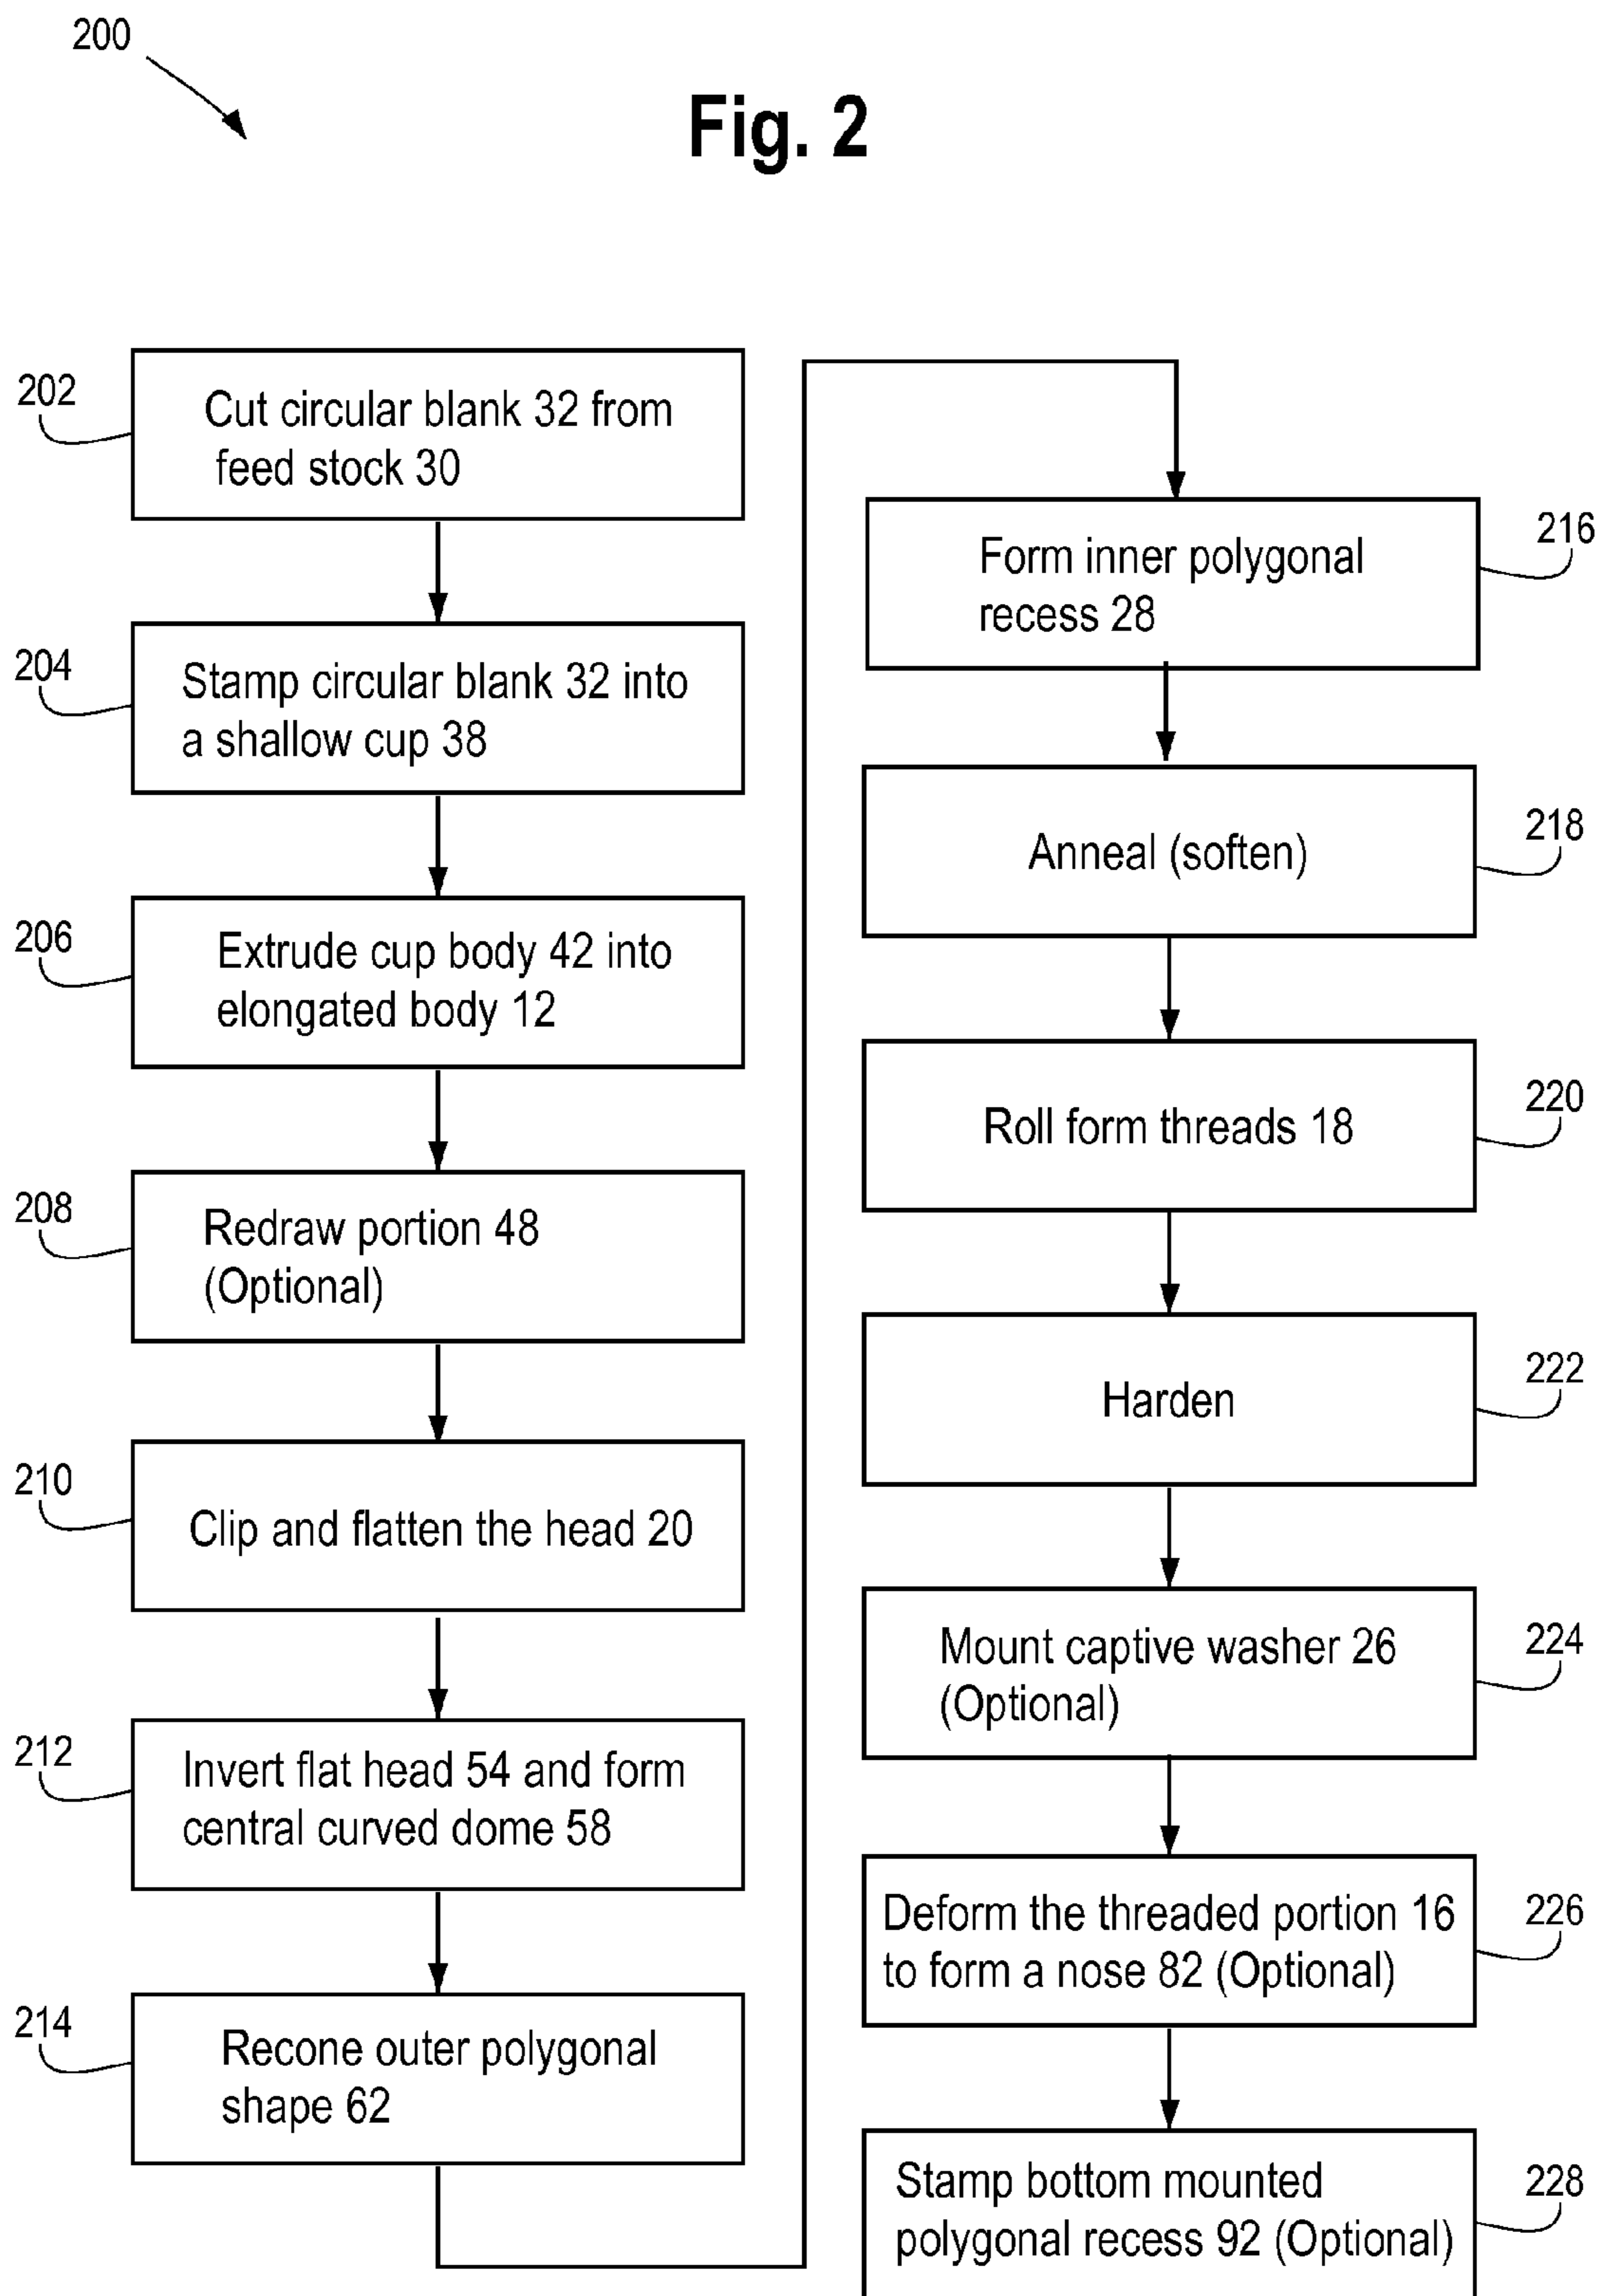 200
Fig. 2
202
Cut circular blank 32 from
feed stock 30
204
Stamp circular blank 32 into
a shallow cup 38
206
Extrude cup body 42 into
elongated body 12
208
Redraw portion 48
(Optional)
210
Clip and flatten the head 20
212
Invert flat head 54 and form
central curved dome 58
214
Recone outer polygonal
shape 62
Form inner polygonal
recess 28
216
Anneal (soften)
218
Roll form threads 18
220
Harden
222
Mount captive washer 26
(Optional)
224
Deform the threaded portion 16
to form a nose 82 (Optional)
226
Stamp bottom mounted
polygonal recess 92 (Optional)
228